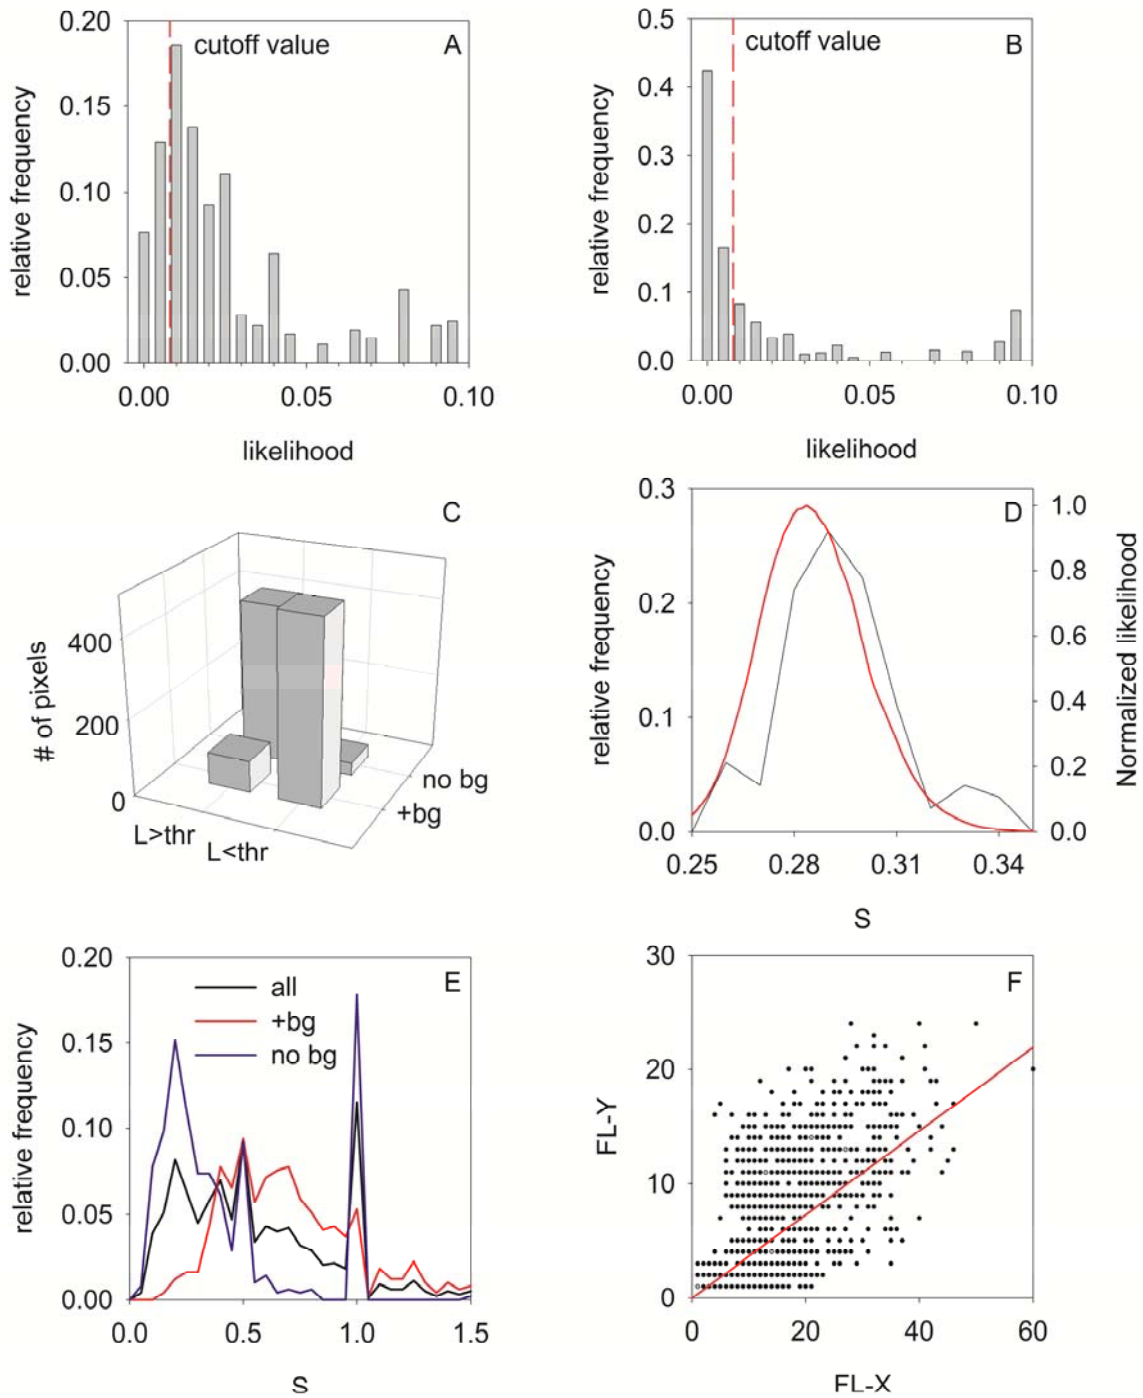 A
cutoff value
0.20
0.15
0.10
0.05
0.00
relative frequency
0.00 0.05 0.10
likelihood
B
cutoff value
0.5
0.4
0.3
0.2
0.1
0.0
relative frequency
0.00 0.05 0.10
likelihood
C
# of pixels
400
200
0
L>thr
L<thr
+bg
no bg
D
0.3
0.2
0.1
0.0
relative frequency
1.0
0.8
0.6
0.4
0.2
0.0
Normalized likelihood
0.25 0.28 0.31 0.34
S
E
all
+bg
no bg
0.20
0.15
0.10
0.05
0.00
relative frequency
0.0 0.5 1.0 1.5
S
F
30
20
10
0
FL-Y
0 20 40 60
FL-X